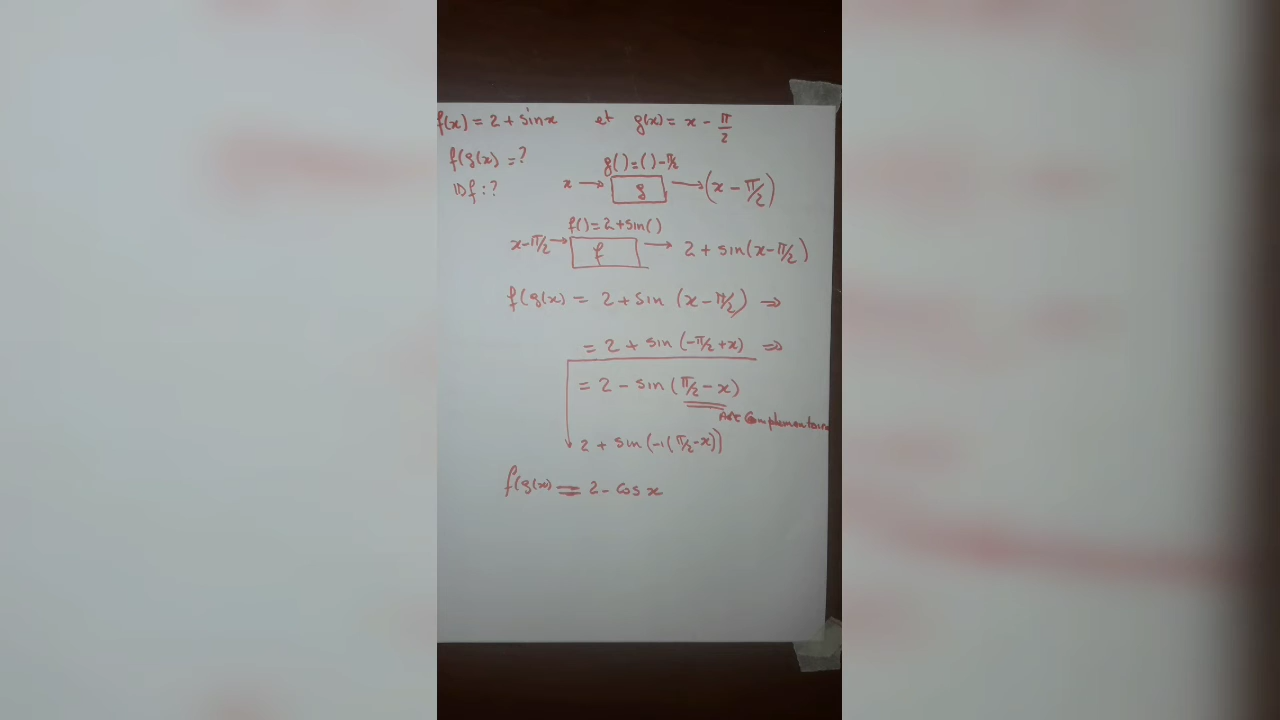 f(x) = 2 + sin x et g(x) = x - π/2
f(g(x) = ?
g( ) = ( ) - π/2
Df : ?
x → g → (x - π/2)
f( ) = 2 + sin( )
x - π/2 → f → 2 + sin(x - π/2)
f(g(x) = 2 + sin (x - π/2) ⇒
= 2 + sin (-π/2 + x) ⇒
= 2 - sin (π/2 - x)
Arc Complementaire
2 + sin(-1(π/2 - x))
f(g(x) = 2 - cos x